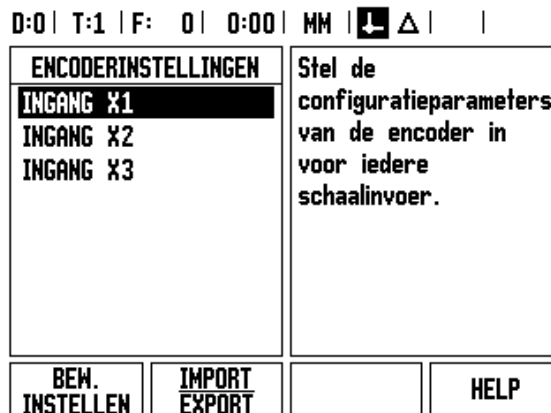 D:0 T:1 F: 0 0:00 MM
ENCODERINSTELLINGEN
INGANG X1
INGANG X2
INGANG X3
Stel de
configuratieparameters
van de encoder in
voor iedere
schaalinvoer.
BEW.
INSTELLEN
IMPORT
EXPORT
HELP